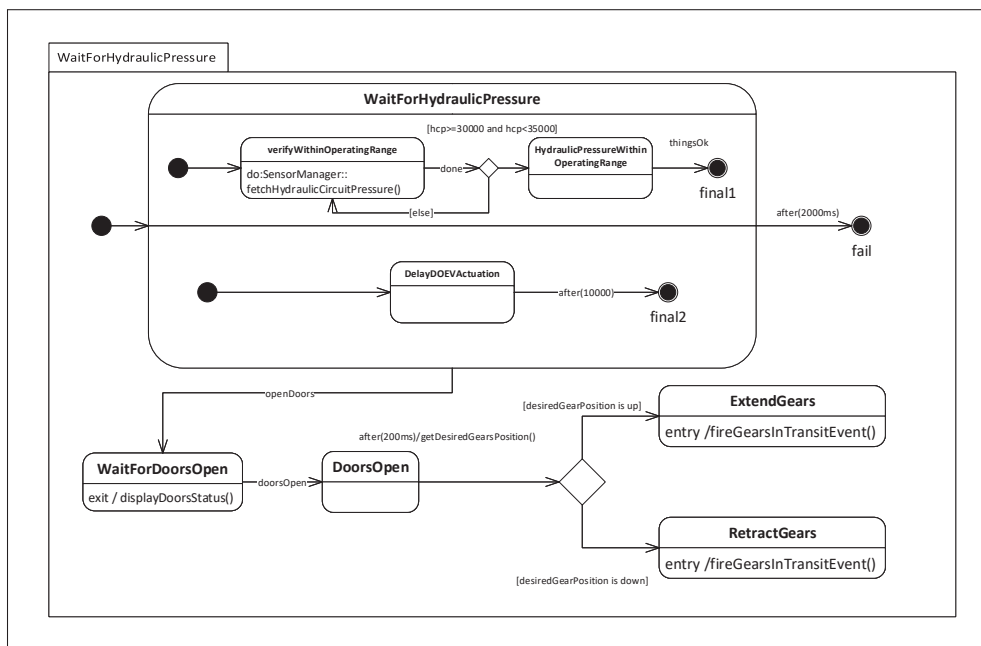 WaitForHydraulicPressure
WaitForHydraulicPressure
[hcp>=30000 and hcp<35000]
verifyWithinOperatingRange
do:SensorManager::
fetchHydraulicCircuitPressure()
done
[else]
HydraulicPressureWithin
OperatingRange
thingsOk
final1
after(2000ms)
fail
DelayDOEVActuation
after(10000)
final2
openDoors
WaitForDoorsOpen
exit / displayDoorsStatus()
doorsOpen
DoorsOpen
after(200ms)/getDesiredGearsPosition()
[desiredGearPosition is up]
ExtendGears
entry /fireGearsInTransitEvent()
RetractGears
entry /fireGearsInTransitEvent()
[desiredGearPosition is down]